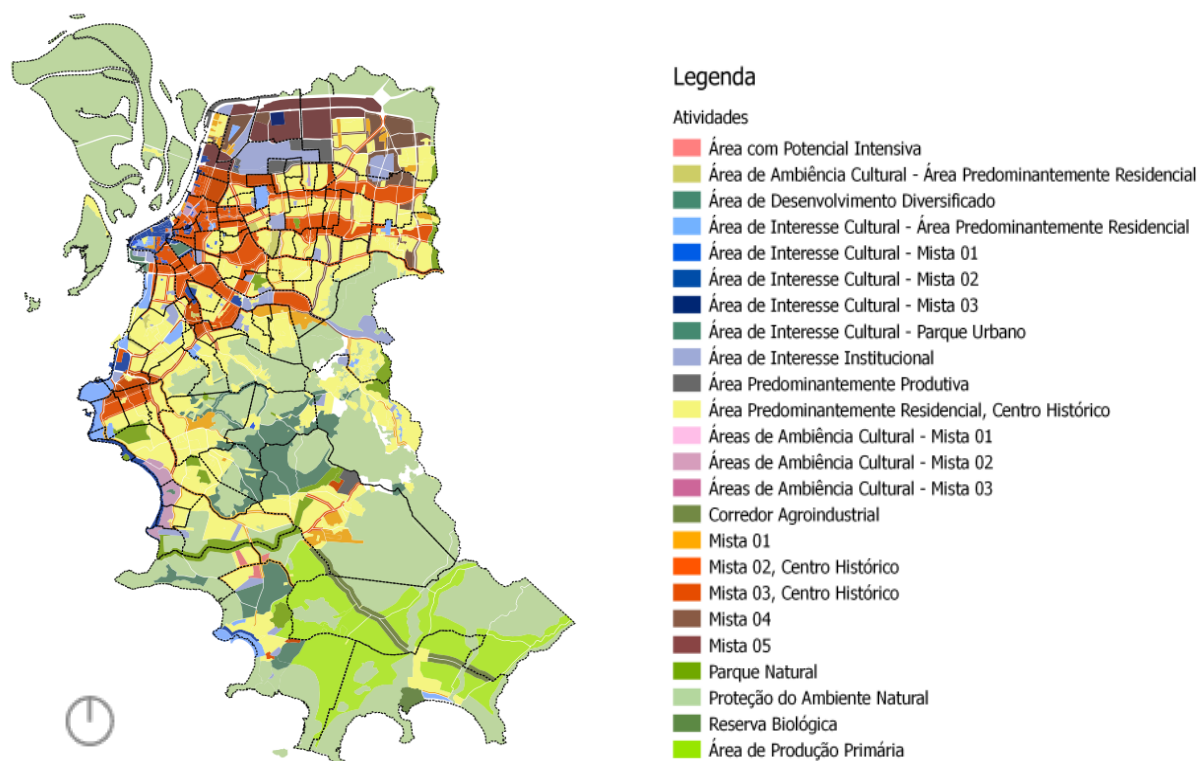 Legenda
Atividades
Área com Potencial Intensiva
Área de Ambiência Cultural - Área Predominantemente Residencial
Área de Desenvolvimento Diversificado
Área de Interesse Cultural - Área Predominantemente Residencial
Área de Interesse Cultural - Mista 01
Área de Interesse Cultural - Mista 02
Área de Interesse Cultural - Mista 03
Área de Interesse Cultural - Parque Urbano
Área de Interesse Institucional
Área Predominantemente Produtiva
Área Predominantemente Residencial, Centro Histórico
Áreas de Ambiência Cultural - Mista 01
Áreas de Ambiência Cultural - Mista 02
Áreas de Ambiência Cultural - Mista 03
Corredor Agroindustrial
Mista 01
Mista 02, Centro Histórico
Mista 03, Centro Histórico
Mista 04
Mista 05
Parque Natural
Proteção do Ambiente Natural
Reserva Biológica
Área de Produção Primária